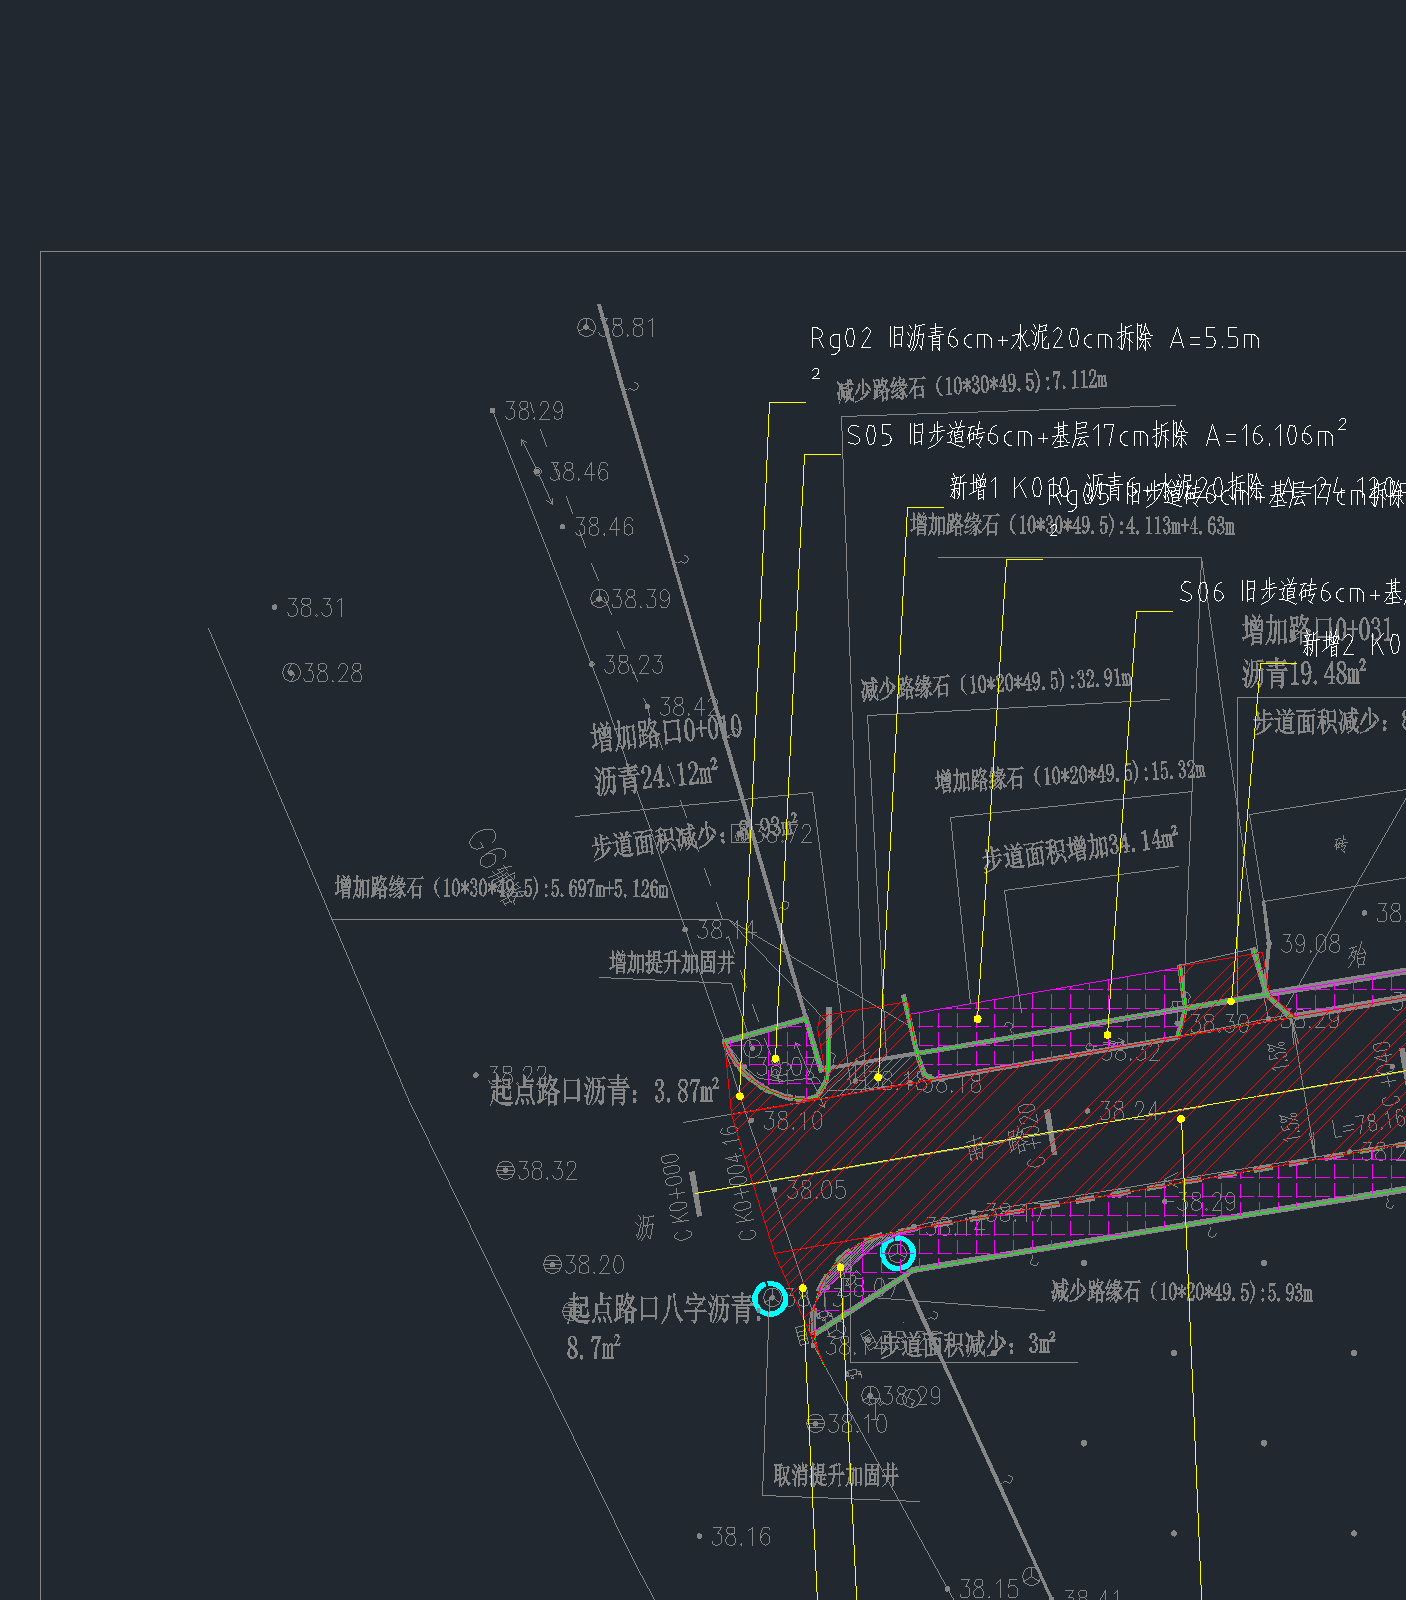 38.81
Rg02 旧沥青6cm+水泥20cm拆除 A=5.5m
2
减少路缘石（10*30*49.5):7.112m
38.29
S05 旧步道砖6cm+基层17cm拆除 A=16.106m²
38.46
新增1 K010 沥青6+水泥20拆除
增加路缘石（10*30*49.5):4.113m+4.63m
2
38.46
S06 旧步道砖6cm+基
38.39
38.31
增加路口0+031
新增2 K0
38.23
38.28
沥青19.48m²
减少路缘石（10*20*49.5):32.91m
38.42
增加路口0+010
步道面积减少：8
沥青24.12m²
增加路缘石（10*20*49.5):15.32m
步道面积减少：8.93m²
步道面积增加34.14m²
砖
增加路缘石（10*30*49.5):5.697m+5.126m
38.14
39.08
增加提升加固井
38.30
38.29
38.32
38.22
起点路口沥青：3.87m²
38.18
38.10
38.24
1.5%
1.5%
L=78.16
38.32
CK0+000
CK0+004.16
38.05
38.29
沥
38.20
38.07
减少路缘石（10*20*49.5):5.93m
起点路口八字沥青：
8.7m²
步道面积减少：3m²
38.29
38.10
取消提升加固井
38.16
38.15
38.41